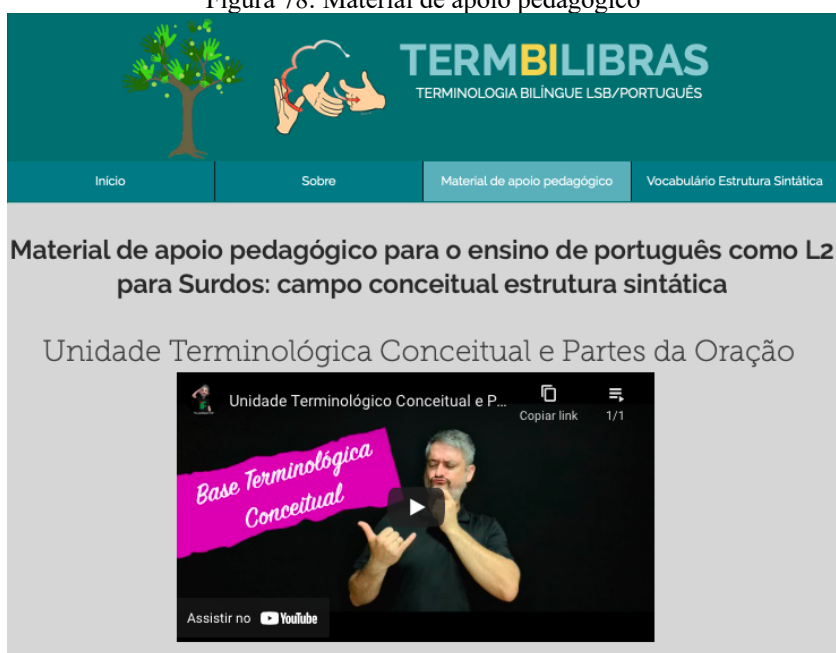 Figura 78: Material de apoio pedagógico
TERMBILIBRAS
TERMINOLOGIA BILÍNGUE LSB/PORTUGUÊS
Início
Sobre
Material de apoio pedagógico
Vocabulário Estrutura Sintática
Material de apoio pedagógico para o ensino de português como L2
para Surdos: campo conceitual estrutura sintática
Unidade Terminológica Conceitual e Partes da Oração
Unidade Terminológico Conceitual e P...
Copiar link
1/1
Base Terminológica
Conceitual
Assistir no YouTube